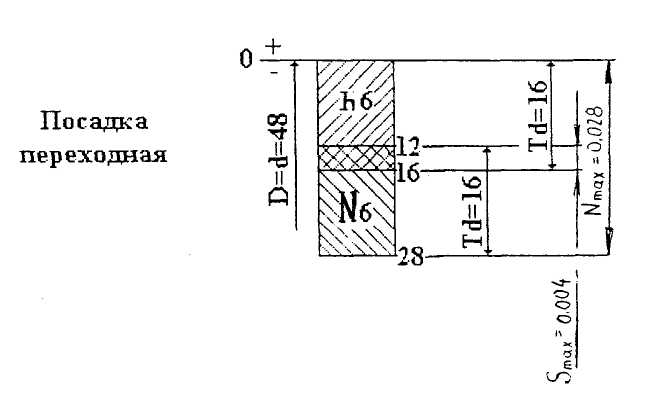 Посадка
переходная
0
+
-
D=d=48
h6
N6
12
16
28
Td=16
Td=16
Nmax=0.028
Smax=0.004